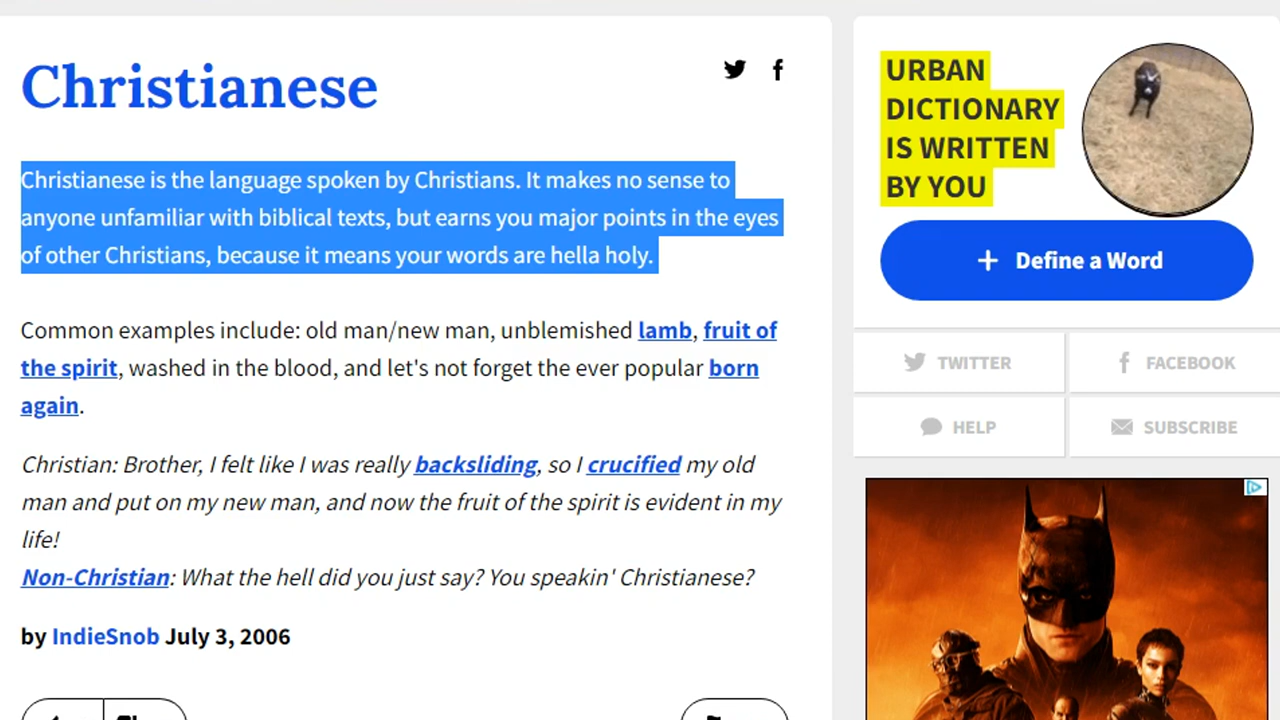 Christianese
Christianese is the language spoken by Christians. It makes no sense to
anyone unfamiliar with biblical texts, but earns you major points in the eyes
of other Christians, because it means your words are hella holy.
Common examples include: old man/new man, unblemished lamb, fruit of
the spirit, washed in the blood, and let's not forget the ever popular born
again.
Christian: Brother, I felt like I was really backsliding, so I crucified my old
man and put on my new man, and now the fruit of the spirit is evident in my
life!
Non-Christian: What the hell did you just say? You speakin' Christianese?
by IndieSnob July 3, 2006
URBAN
DICTIONARY
IS WRITTEN
BY YOU
+ Define a Word
TWITTER
FACEBOOK
HELP
SUBSCRIBE